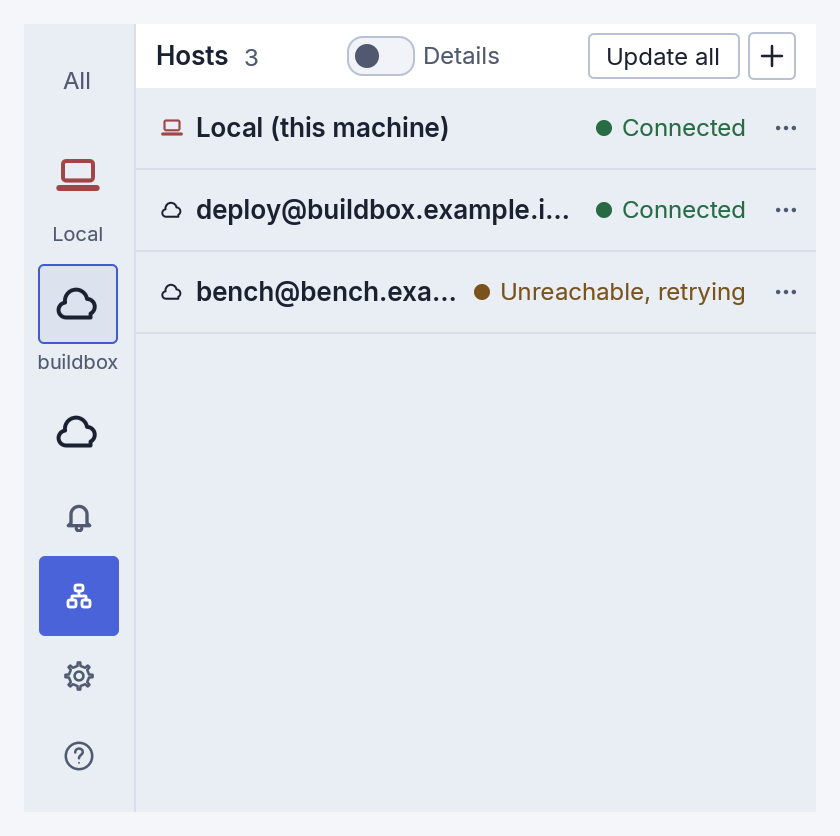 All
Local
buildbox
Hosts 3
Details
Update all
Local (this machine)
Connected
deploy@buildbox.example.i...
Connected
bench@bench.exa...
Unreachable, retrying